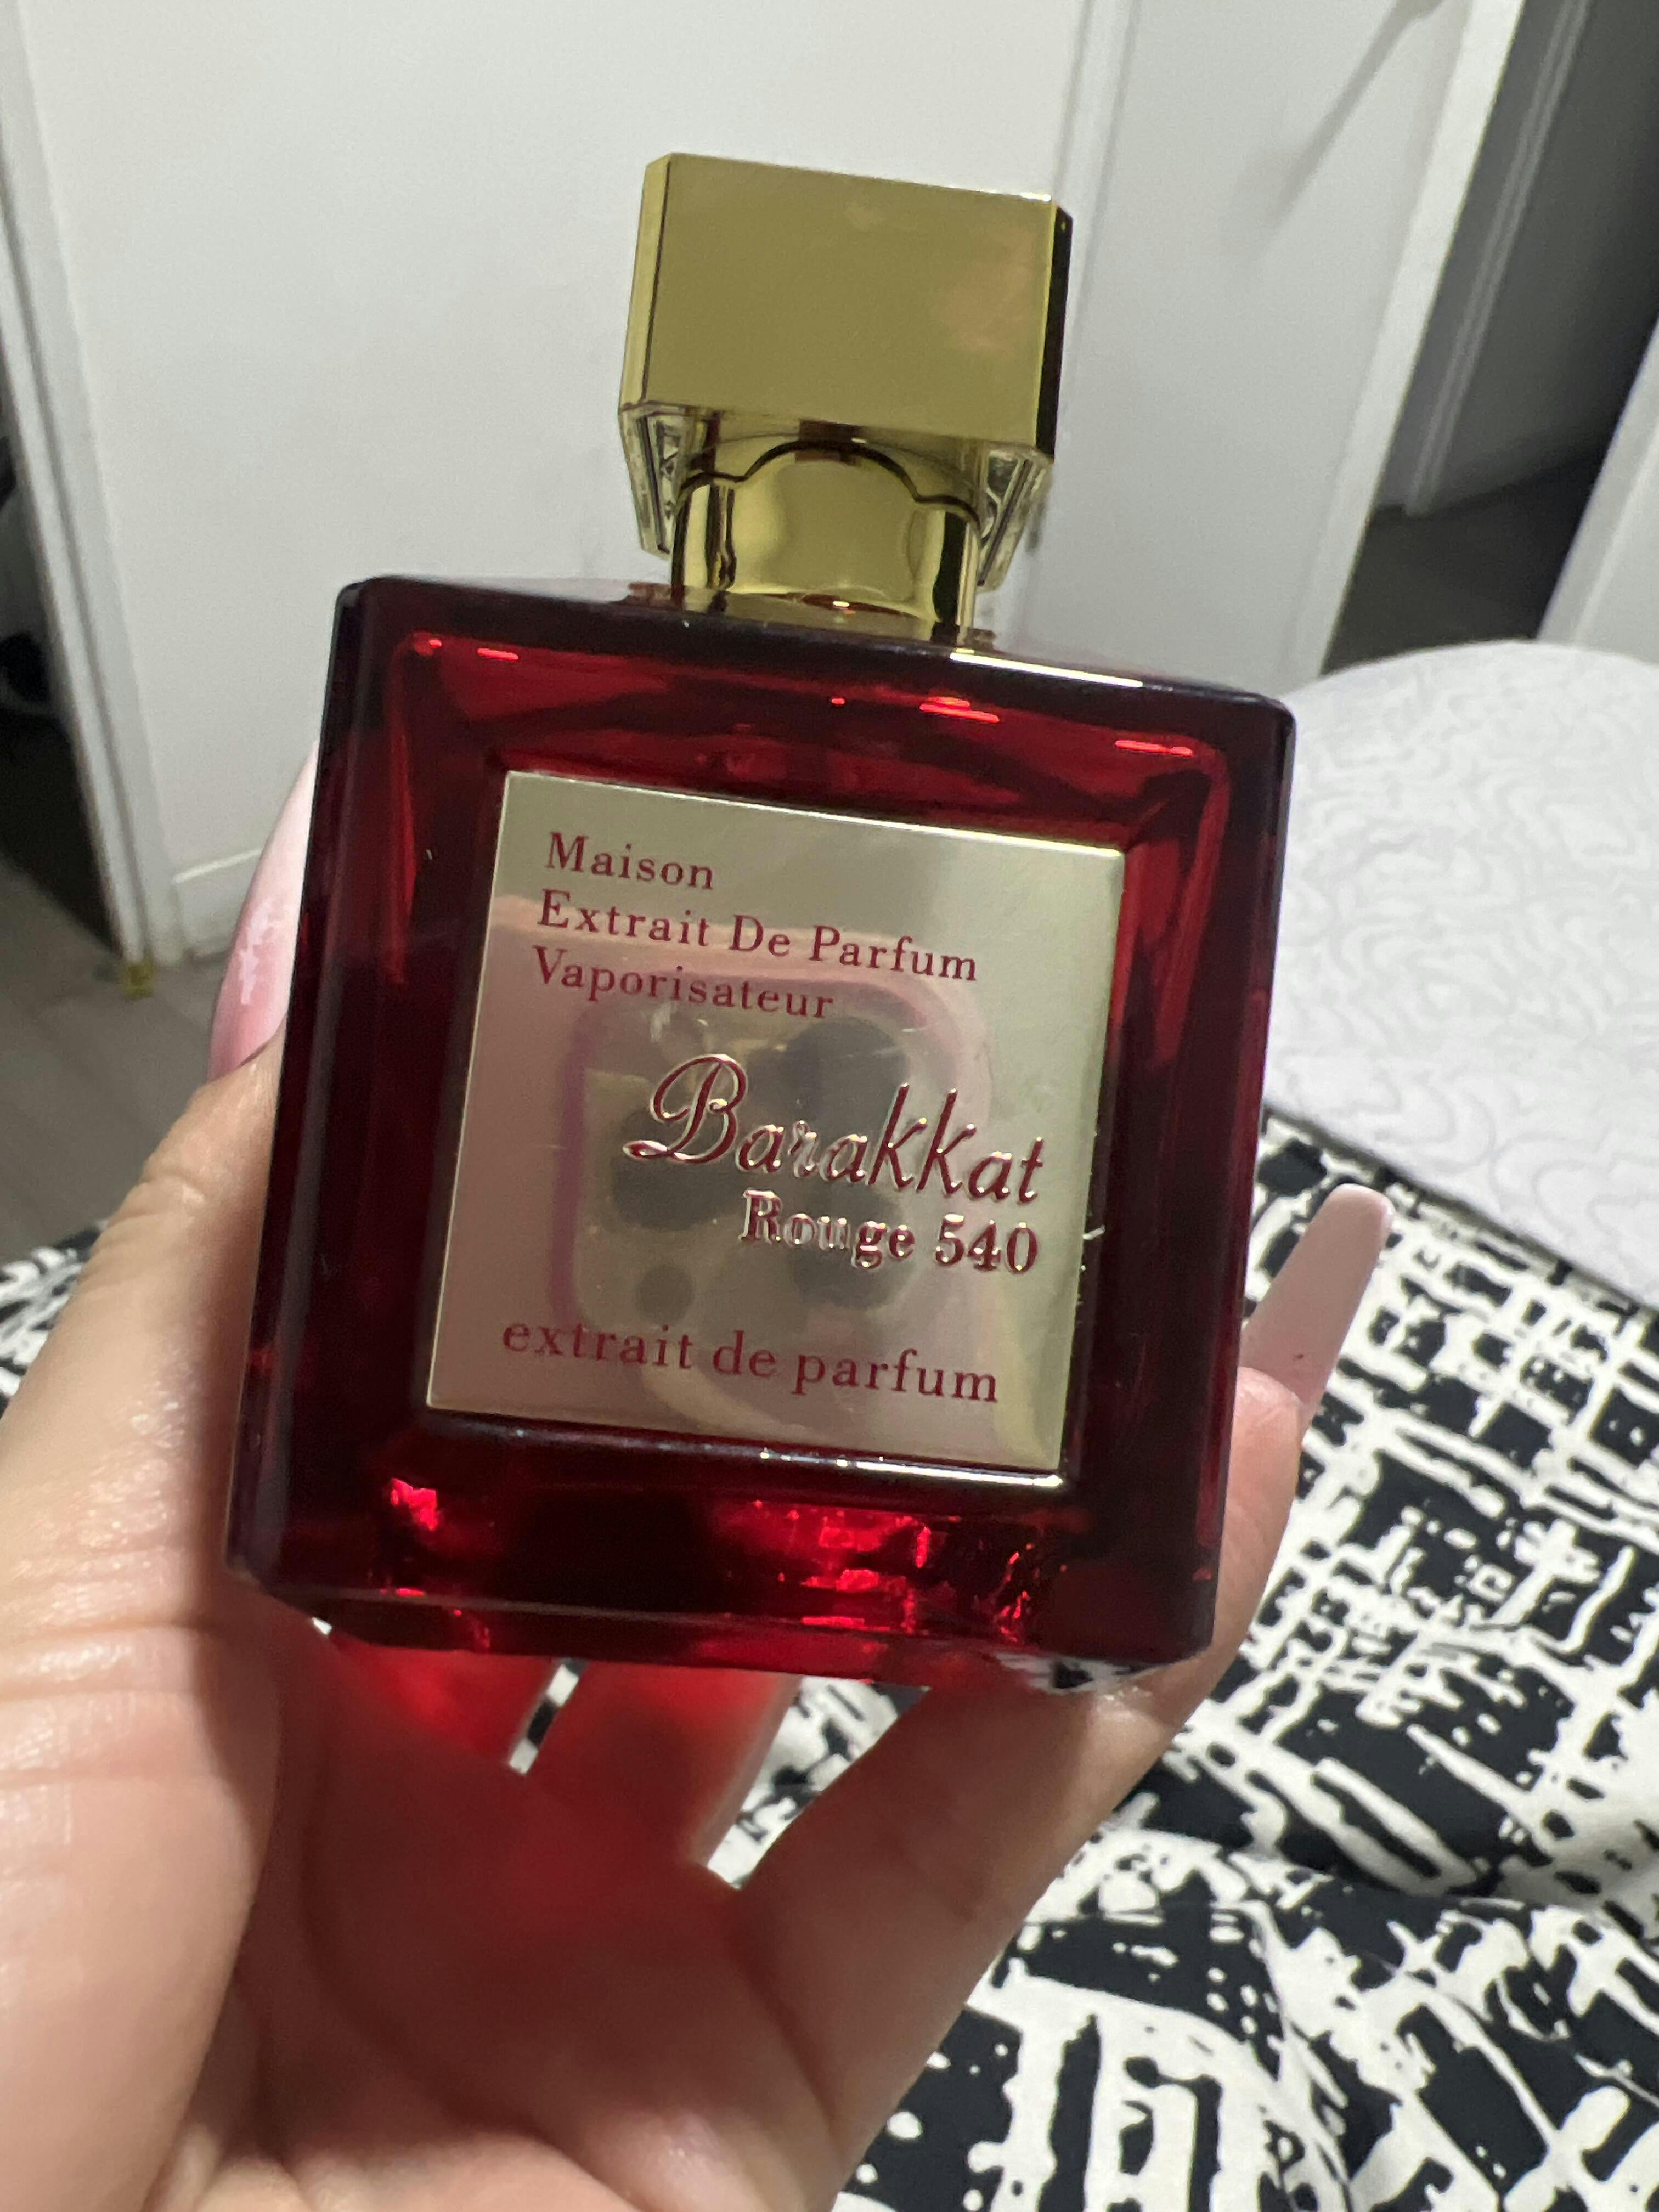 Maison
Extrait De Parfum
Vaporisateur
Barakkat
Rouge 540
extrait de parfum